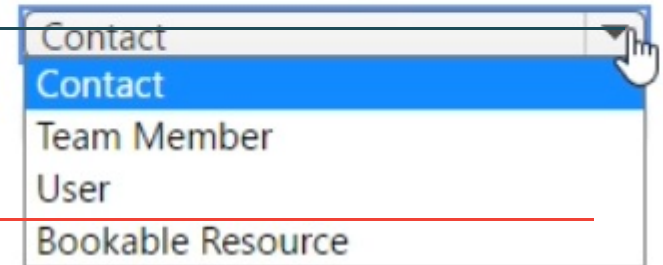 Contact
Contact
Team Member
User
Bookable Resource